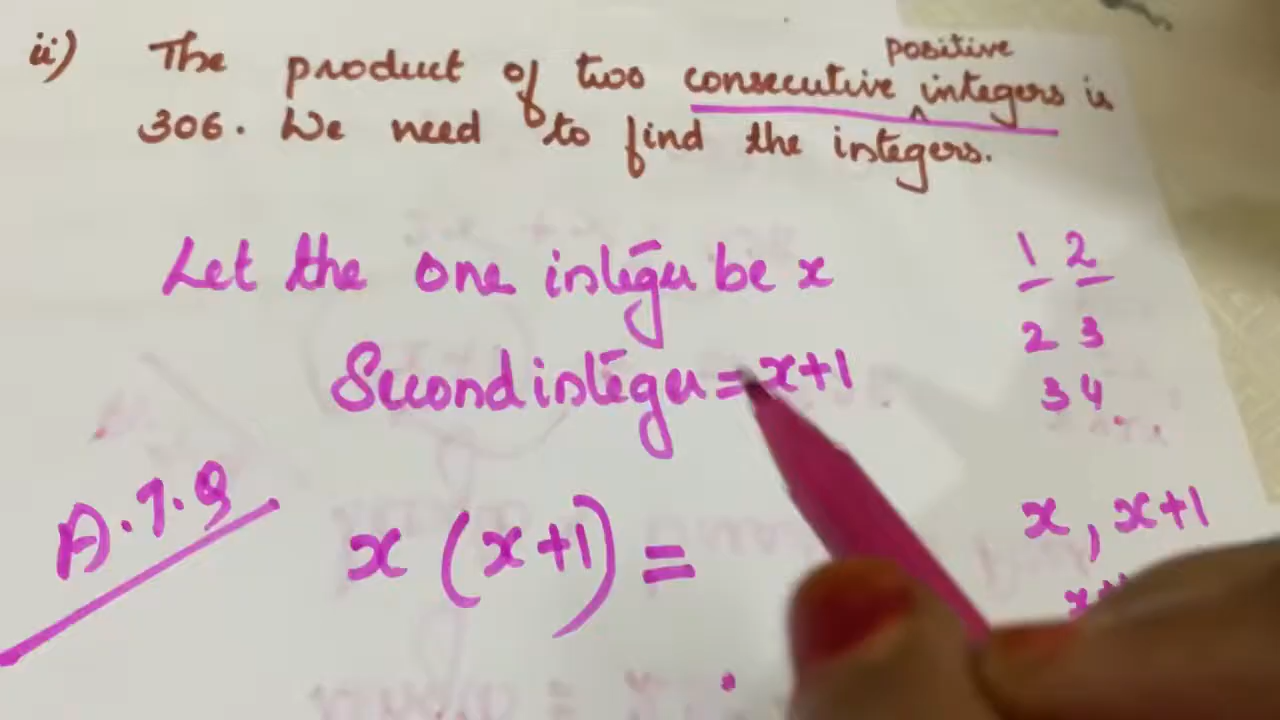 ii) The product of two consecutive positive integers is
306. We need to find the integers.
Let the one integer be x
1 2
Second integer = x+1
2 3
3 4
A.T.Q
x (x+1) =
x, x+1